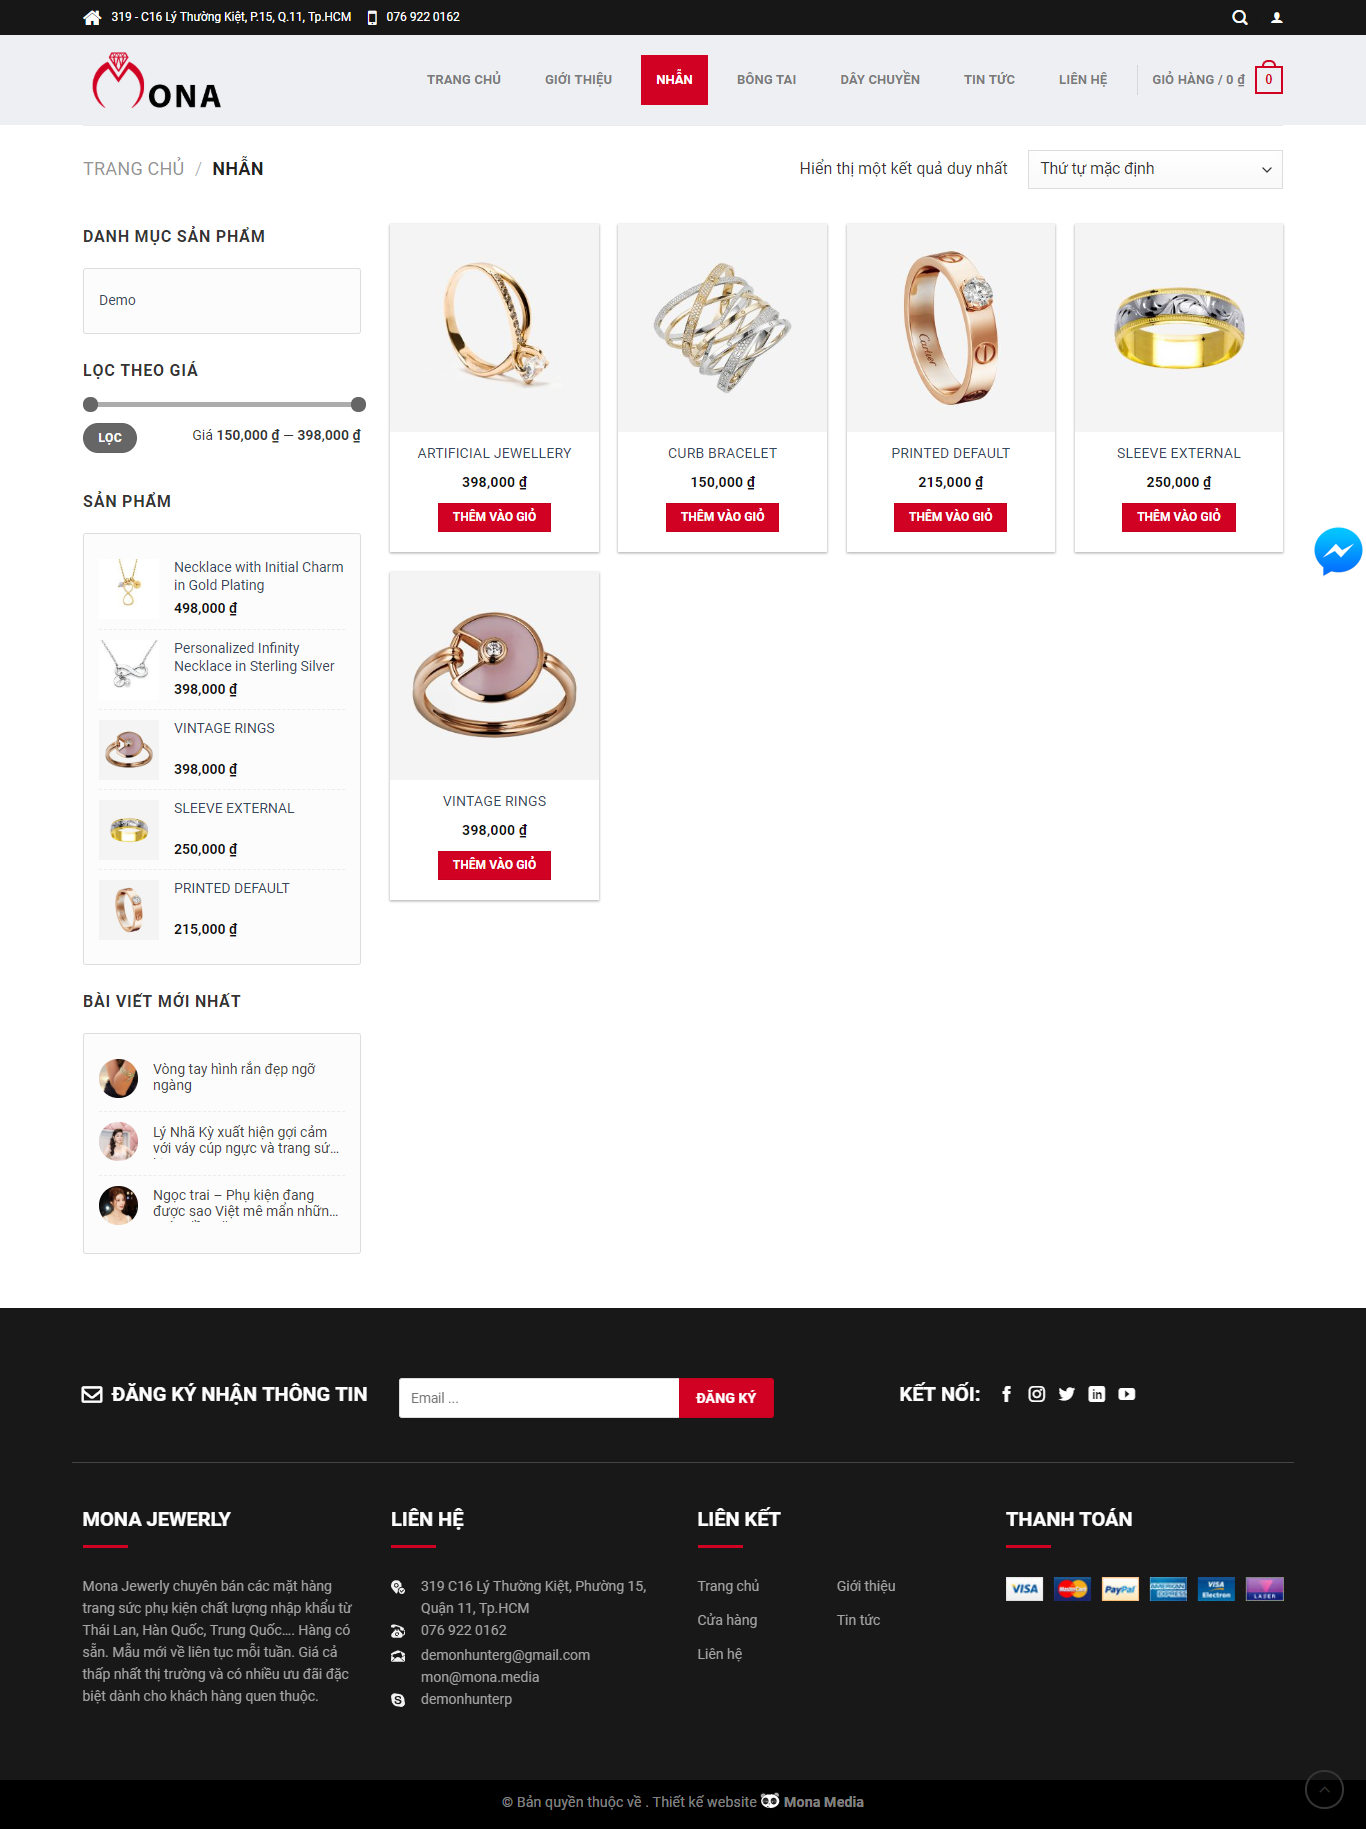 319 - C16 Lý Thường Kiệt, P.15, Q.11, Tp.HCM 076 922 0162
MONA
TRANG CHỦ GIỚI THIỆU NHẪN BÔNG TAI DÂY CHUYỀN TIN TỨC LIÊN HỆ GIỎ HÀNG / 0 ₫ 0
TRANG CHỦ / NHẪN
Hiển thị một kết quả duy nhất Thứ tự mặc định
DANH MỤC SẢN PHẨM
Demo
LỌC THEO GIÁ
LỌC Giá 150,000 ₫ — 398,000 ₫
SẢN PHẨM
Necklace with Initial Charm
in Gold Plating
498,000 ₫
Personalized Infinity
Necklace in Sterling Silver
398,000 ₫
VINTAGE RINGS
398,000 ₫
SLEEVE EXTERNAL
250,000 ₫
PRINTED DEFAULT
215,000 ₫
BÀI VIẾT MỚI NHẤT
Vòng tay hình rắn đẹp ngỡ
ngàng
Lý Nhã Kỳ xuất hiện gợi cảm
với váy cúp ngực và trang sứ...
Ngọc trai – Phụ kiện đang
được sao Việt mê mẩn nhữn...
ARTIFICIAL JEWELLERY
398,000 ₫
THÊM VÀO GIỎ
CURB BRACELET
150,000 ₫
THÊM VÀO GIỎ
Cartier
PRINTED DEFAULT
215,000 ₫
THÊM VÀO GIỎ
SLEEVE EXTERNAL
250,000 ₫
THÊM VÀO GIỎ
VINTAGE RINGS
398,000 ₫
THÊM VÀO GIỎ
ĐĂNG KÝ NHẬN THÔNG TIN Email ... ĐĂNG KÝ KẾT NỐI:
MONA JEWERLY
Mona Jewerly chuyên bán các mặt hàng
trang sức phụ kiện chất lượng nhập khẩu từ
Thái Lan, Hàn Quốc, Trung Quốc.... Hàng có
sẵn. Mẫu mới về liên tục mỗi tuần. Giá cả
thấp nhất thị trường và có nhiều ưu đãi đặc
biệt dành cho khách hàng quen thuộc.
LIÊN HỆ
319 C16 Lý Thường Kiệt, Phường 15,
Quận 11, Tp.HCM
076 922 0162
demonhunterg@gmail.com
mon@mona.media
demonhunterp
LIÊN KẾT
Trang chủ Giới thiệu
Cửa hàng Tin tức
Liên hệ
THANH TOÁN
VISA MasterCard PayPal AMERICAN EXPRESS VISA Electron LASER
© Bản quyền thuộc về . Thiết kế website Mona Media